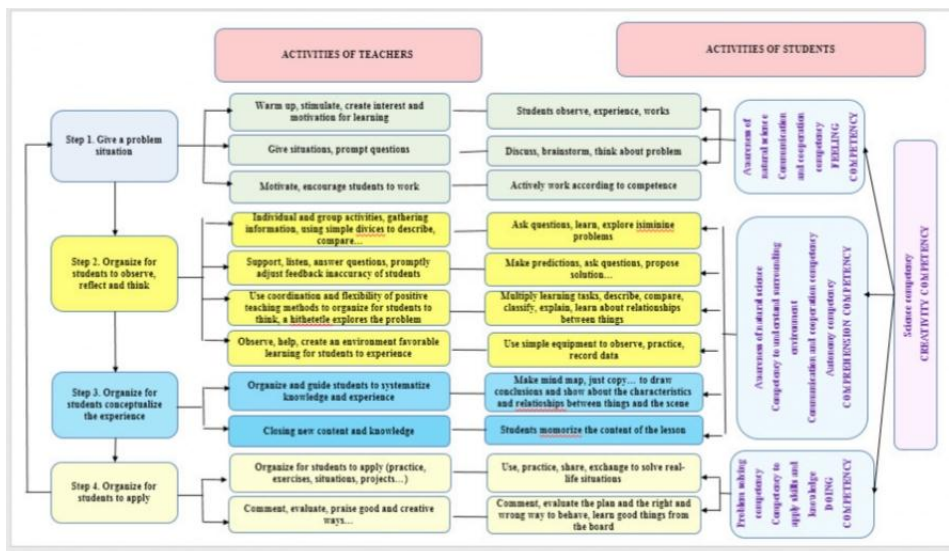 ACTIVITIES OF TEACHERS
ACTIVITIES OF STUDENTS
Step 1. Give a problem
situation
Warm up, stimulate, create interest and
motivation for learning
Students observe, experience, works
Give situations, prompt questions
Discuss, brainstorm, think about problem
Motivate, encourage students to work
Actively work according to competence
Awareness of
natural science
Communication
and cooperation
competency
FEELING
COMPETENCY
Step 2. Organize for
students to observe,
reflect and think
Individual and group activities, gathering
information, using simple divices to describe,
compare...
Ask questions, learn, explore isiminine
problems
Support, listen, answer questions, promptly
adjust feedback inaccuracy of students
Make predictions, ask questions, propose
solution...
Use coordination and flexibility of positive
teaching methods to organize for students to
think, a hithetetle explores the problem
Multiply learning tasks, describe, compare,
classify, explain, learn about relationships
between things
Observe, help, create an environment favorable
learning for students to experience
Use simple equipment to observe, practice,
record data
Step 3. Organize for
students conceptualize
the experience
Organize and guide students to systematize
knowledge and experience
Make mind map, just copy... to draw
conclusions and show about the characteristics
and relatioships between things and the scene
Closing new content and knowledge
Students momorize the content of the lesson
Awareness of natural science
Competency to understand surrounding
environment
Communication and cooperation competency
Autonomy competency
COMPREHENSION COMPETENCY
Step 4. Organize for
students to apply
Organize for students to apply (practice,
exercises, situations, projects...)
Use, practice, share, exchange to solve real-
life situations
Comment, evaluate, praise good and creative
ways...
Comment, evaluate the plan and the right and
wrong way to behave, learn good things from
the board
Problem solving
competency
Competency to
apply skills and
knowledge
DOING
COMPETENCY
Science competency
CREATIVITY COMPETENCY